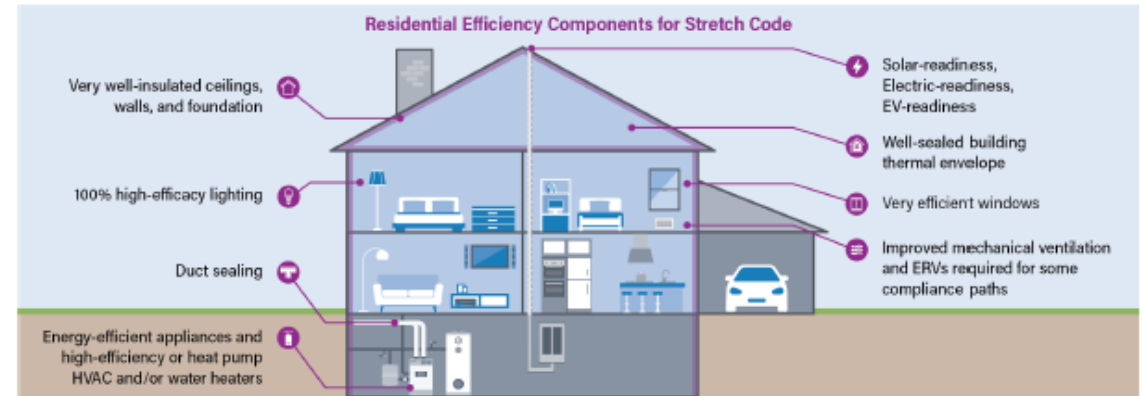 Residential Efficiency Components for Stretch Code
Very well-insulated ceilings,
walls, and foundation
100% high-efficacy lighting
Duct sealing
Energy-efficient appliances and
high-efficiency or heat pump
HVAC and/or water heaters
Solar-readiness,
Electric-readiness,
EV-readiness
Well-sealed building
thermal envelope
Very efficient windows
Improved mechanical ventilation
and ERVs required for some
compliance paths